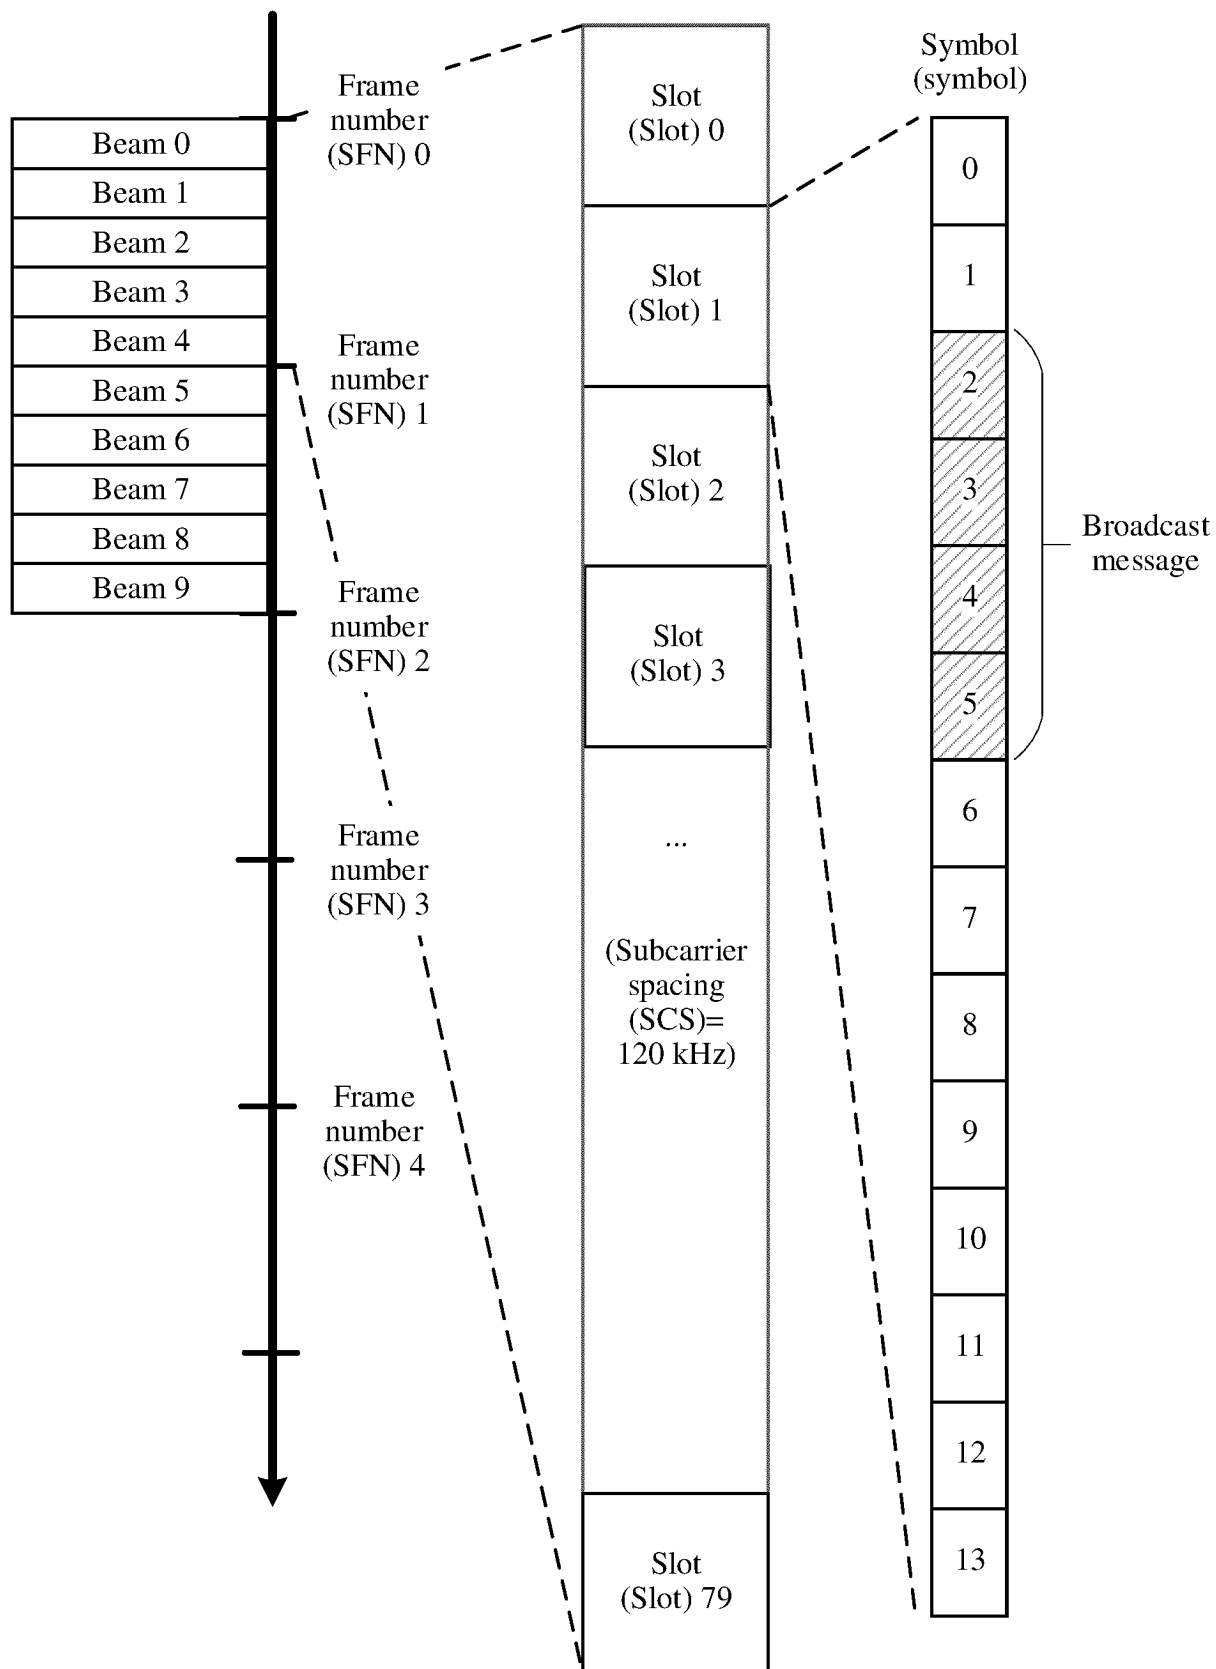 Beam 0
Beam 1
Beam 2
Beam 3
Beam 4
Beam 5
Beam 6
Beam 7
Beam 8
Beam 9
Frame
number
(SFN) 0
Frame
number
(SFN) 1
Frame
number
(SFN) 2
Frame
number
(SFN) 3
Frame
number
(SFN) 4
Slot
(Slot) 0
Slot
(Slot) 1
Slot
(Slot) 2
Slot
(Slot) 3
...
(Subcarrier
spacing
(SCS)=
120 kHz)
Slot
(Slot) 79
Symbol
(symbol)
0
1
2
3
4
5
6
7
8
9
10
11
12
13
Broadcast
message